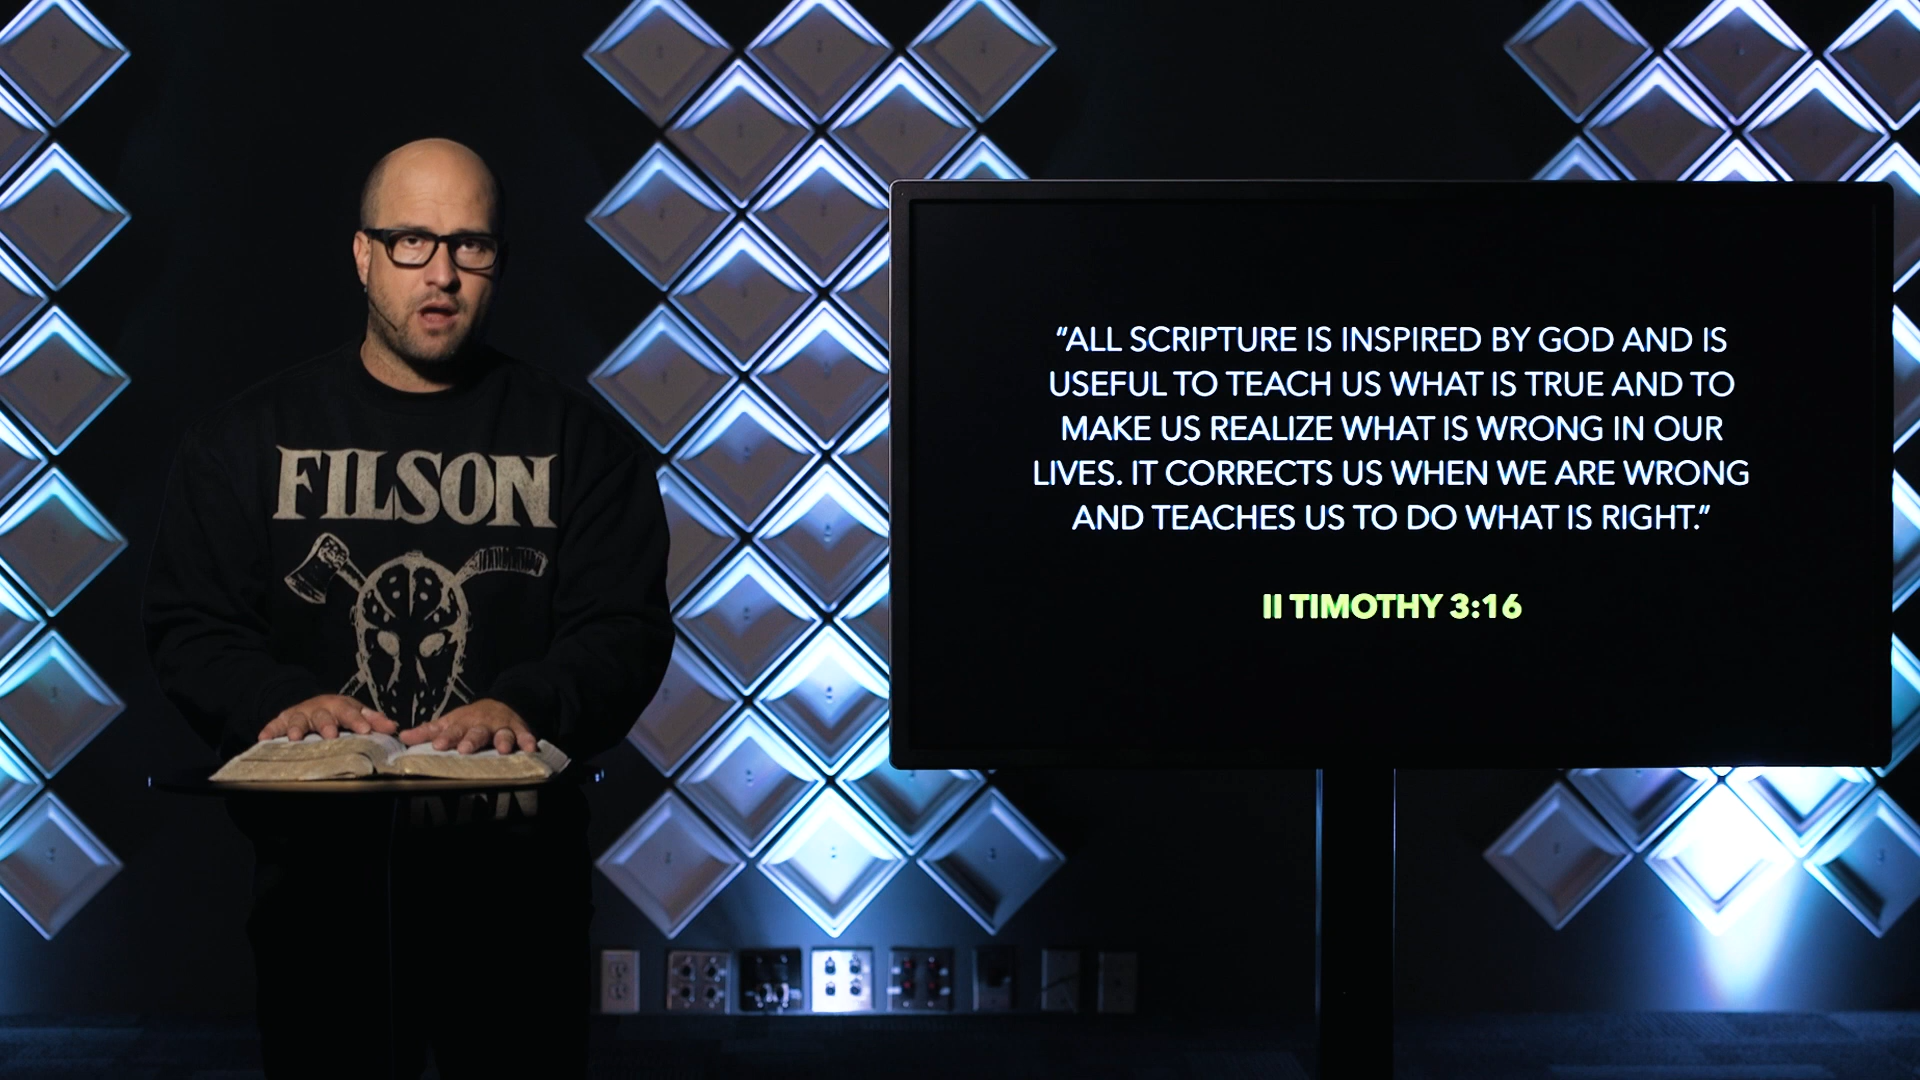 FILSON
“ALL SCRIPTURE IS INSPIRED BY GOD AND IS
USEFUL TO TEACH US WHAT IS TRUE AND TO
MAKE US REALIZE WHAT IS WRONG IN OUR
LIVES. IT CORRECTS US WHEN WE ARE WRONG
AND TEACHES US TO DO WHAT IS RIGHT.”
II TIMOTHY 3:16